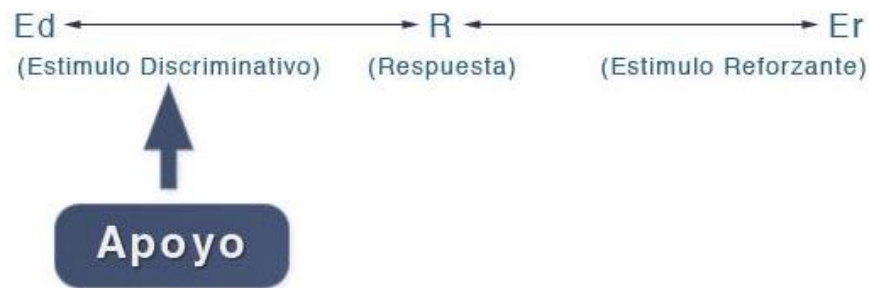 Ed R Er
(Estimulo Discriminativo) (Respuesta) (Estimulo Reforzante)
Apoyo